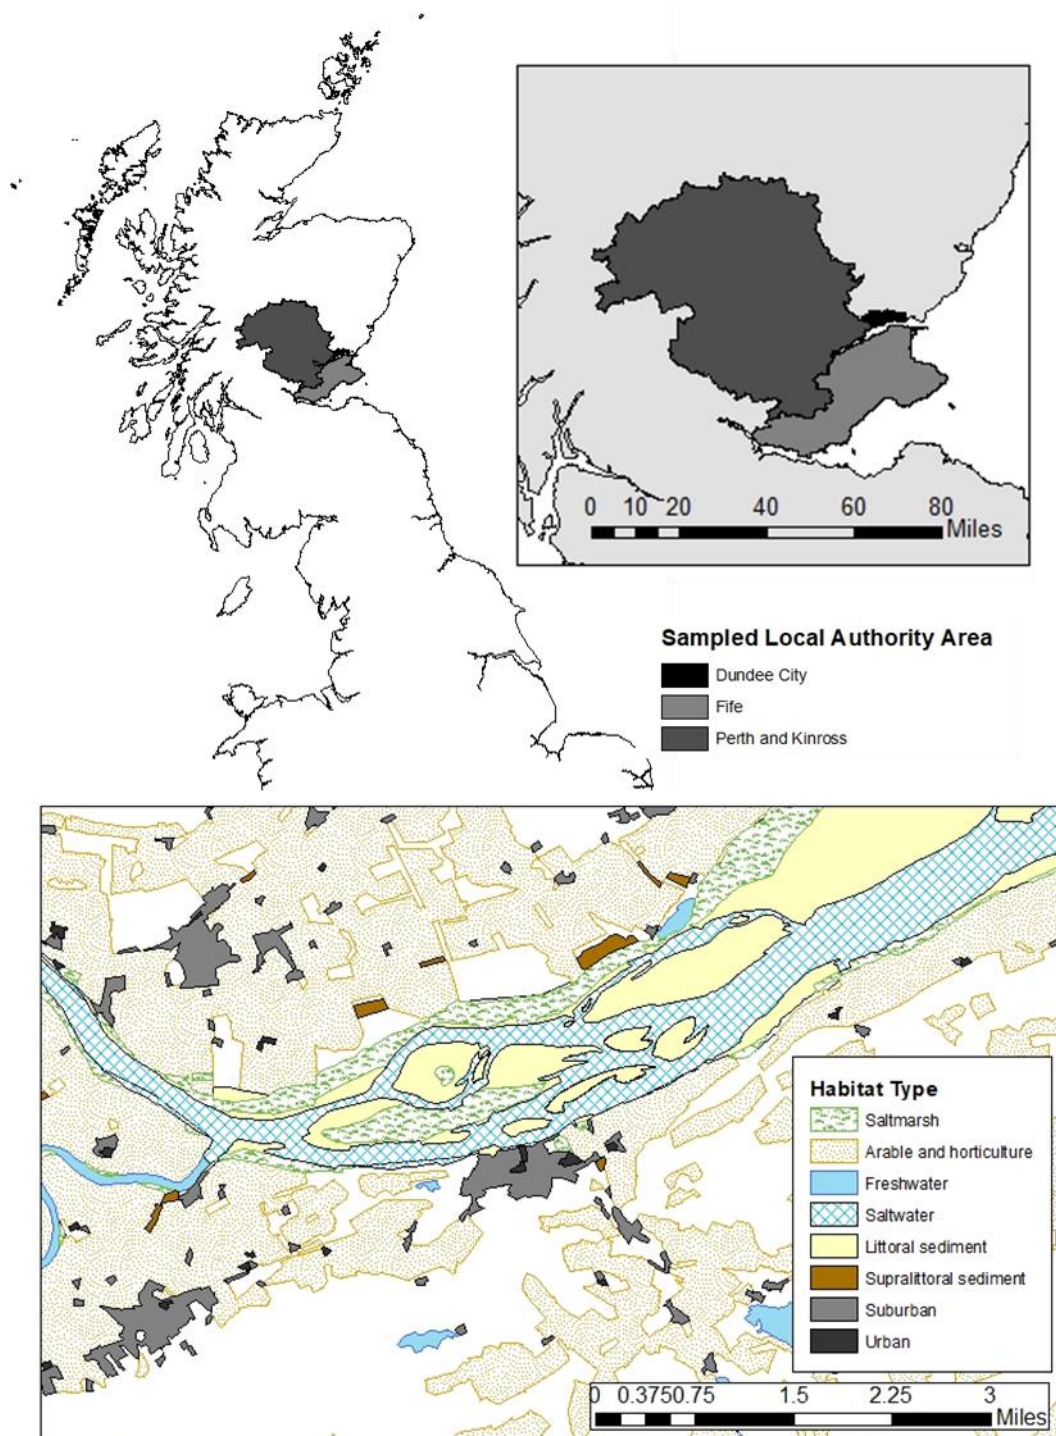 0 10 20 40 60 80
Miles
Sampled Local Authority Area
Dundee City
Fife
Perth and Kinross
Habitat Type
Saltmarsh
Arable and horticulture
Freshwater
Saltwater
Littoral sediment
Supralittoral sediment
Suburban
Urban
0 0.3750.75 1.5 2.25 3
Miles